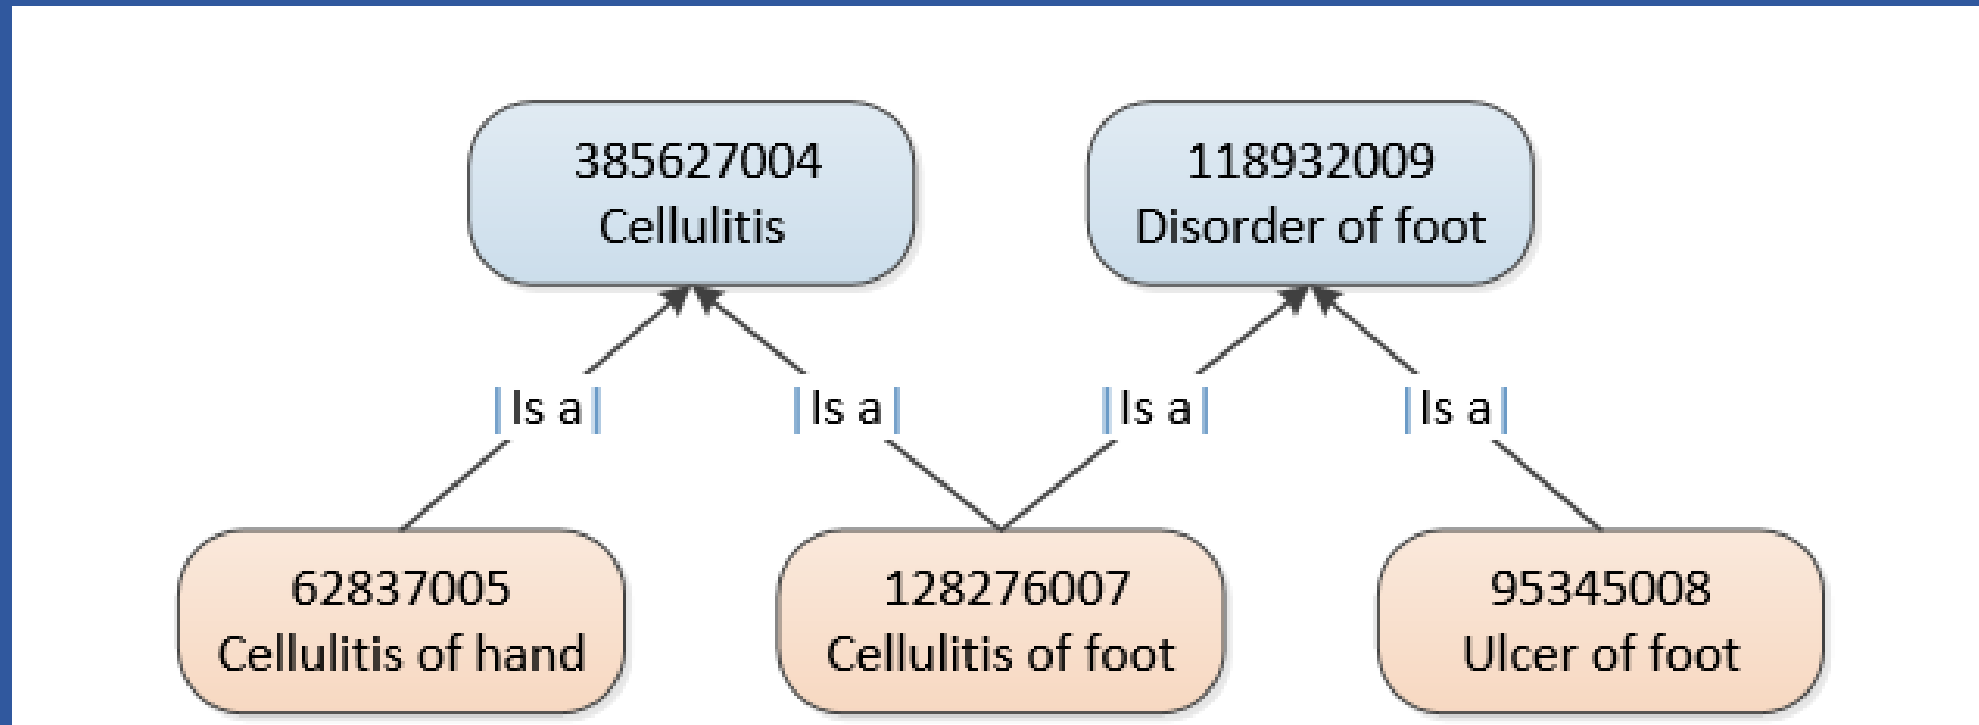 385627004
Cellulitis
118932009
Disorder of foot
|Is a|
|Is a|
|Is a|
|Is a|
62837005
Cellulitis of hand
128276007
Cellulitis of foot
95345008
Ulcer of foot